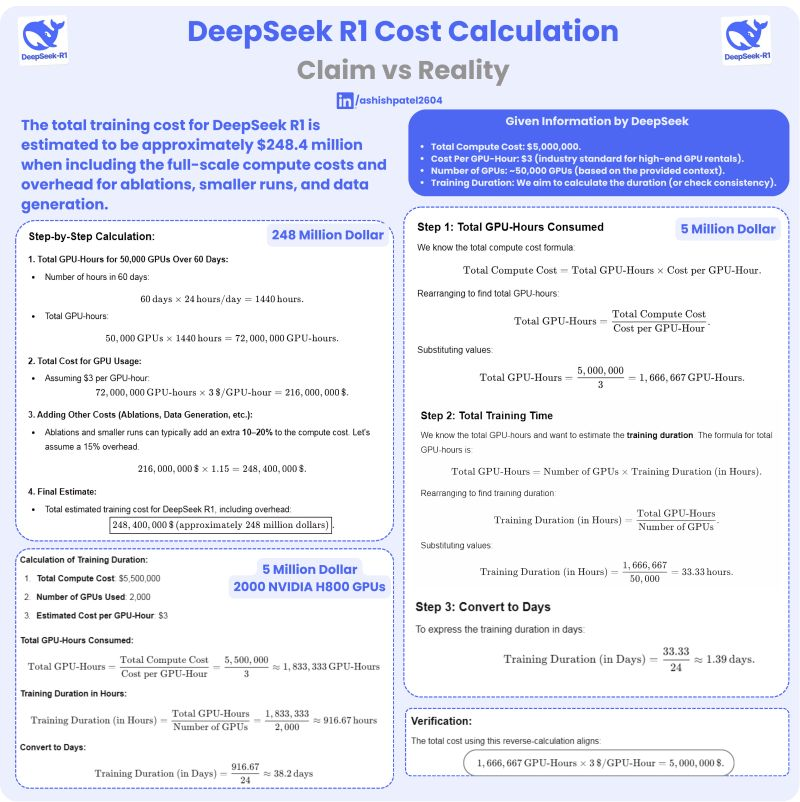 DeepSeek R1 Cost Calculation
Claim vs Reality
in/ashishpatel2604
DeepSeek-R1
DeepSeek-R1
The total training cost for DeepSeek R1 is
estimated to be approximately $248.4 million
when including the full-scale compute costs and
overhead for ablations, smaller runs, and data
generation.
Step-by-Step Calculation:
248 Million Dollar
1. Total GPU-Hours for 50,000 GPUs Over 60 Days:
• Number of hours in 60 days:
60 days × 24 hours/day = 1440 hours.
• Total GPU-hours:
50,000 GPUs × 1440 hours = 72,000,000 GPU-hours.
2. Total Cost for GPU Usage:
• Assuming $3 per GPU-hour:
72,000,000 GPU-hours × 3 $/GPU-hour = 216,000,000 $.
3. Adding Other Costs (Ablations, Data Generation, etc.):
• Ablations and smaller runs can typically add an extra 10–20% to the compute cost. Let's
assume a 15% overhead.
216,000,000 $ × 1.15 = 248,400,000 $.
4. Final Estimate:
• Total estimated training cost for DeepSeek R1, including overhead:
248,400,000 $ (approximately 248 million dollars).
Calculation of Training Duration:
5 Million Dollar
2000 NVIDIA H800 GPUs
1. Total Compute Cost: $5,500,000
2. Number of GPUs Used: 2,000
3. Estimated Cost per GPU-Hour: $3
Total GPU-Hours Consumed:
Total GPU-Hours = Total Compute Cost / Cost per GPU-Hour = 5,500,000 / 3 ≈ 1,833,333 GPU-Hours
Training Duration in Hours:
Training Duration (in Hours) = Total GPU-Hours / Number of GPUs = 1,833,333 / 2,000 ≈ 916.67 hours
Convert to Days:
Training Duration (in Days) = 916.67 / 24 ≈ 38.2 days
Given Information by DeepSeek
• Total Compute Cost: $5,000,000.
• Cost Per GPU-Hour: $3 (industry standard for high-end GPU rentals).
• Number of GPUs: ~50,000 GPUs (based on the provided context).
• Training Duration: We aim to calculate the duration (or check consistency).
Step 1: Total GPU-Hours Consumed
5 Million Dollar
We know the total compute cost formula:
Total Compute Cost = Total GPU-Hours × Cost per GPU-Hour.
Rearranging to find total GPU-hours:
Total GPU-Hours = Total Compute Cost / Cost per GPU-Hour.
Substituting values:
Total GPU-Hours = 5,000,000 / 3 = 1,666,667 GPU-Hours.
Step 2: Total Training Time
We know the total GPU-hours and want to estimate the training duration. The formula for total
GPU-hours is:
Total GPU-Hours = Number of GPUs × Training Duration (in Hours).
Rearranging to find training duration:
Training Duration (in Hours) = Total GPU-Hours / Number of GPUs.
Substituting values:
Training Duration (in Hours) = 1,666,667 / 50,000 = 33.33 hours.
Step 3: Convert to Days
To express the training duration in days:
Training Duration (in Days) = 33.33 / 24 ≈ 1.39 days.
Verification:
The total cost using this reverse-calculation aligns:
1,666,667 GPU-Hours × 3 $/GPU-Hour = 5,000,000 $.